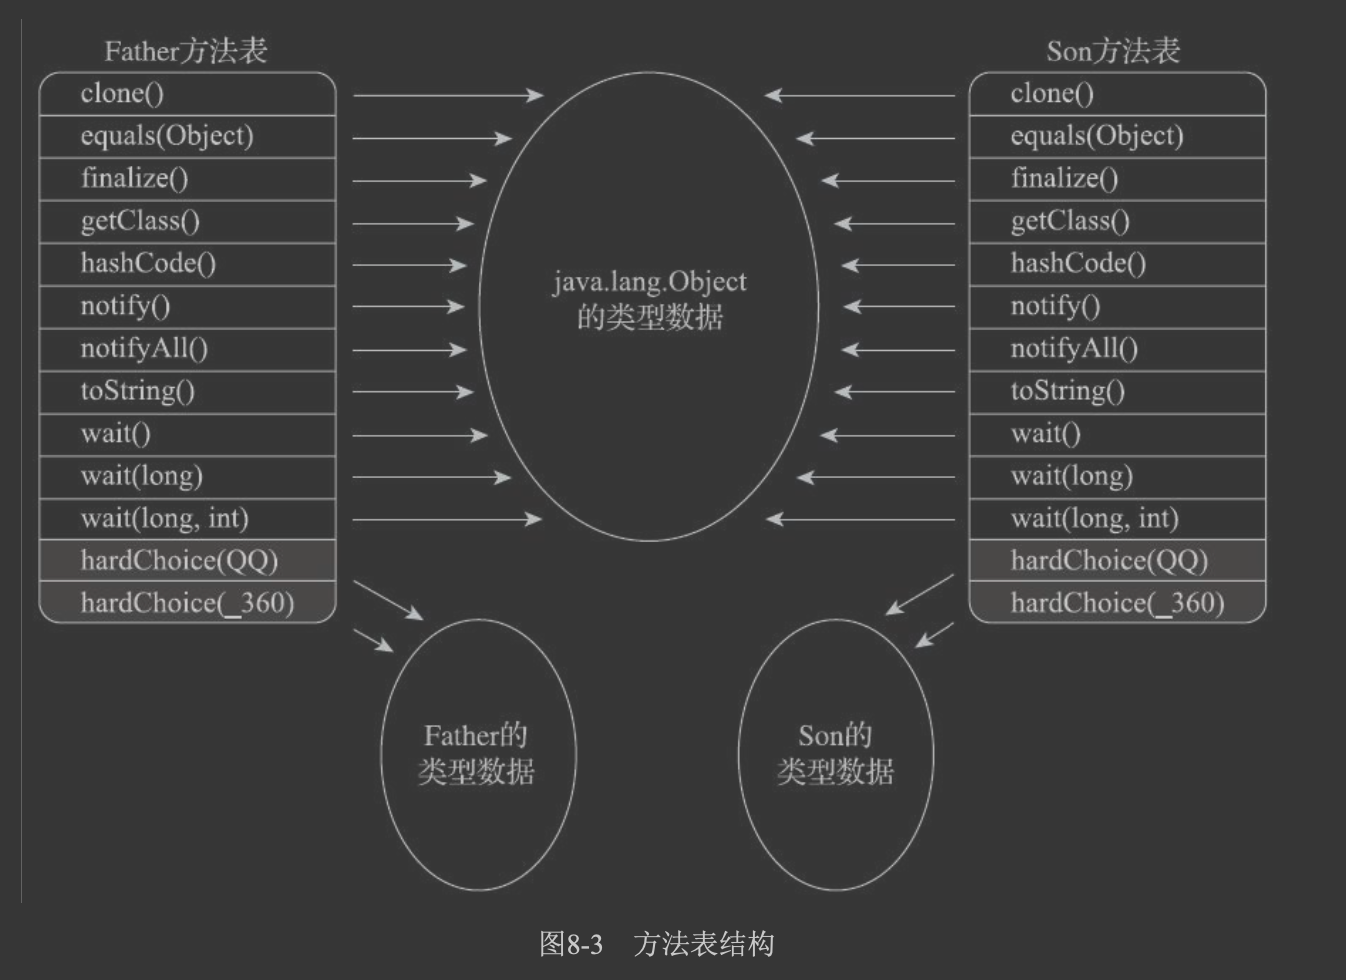 Father方法表
clone()
equals(Object)
finalize()
getClass()
hashCode()
notify()
notifyAll()
toString()
wait()
wait(long)
wait(long, int)
hardChoice(QQ)
hardChoice(_360)
java.lang.Object
的类型数据
Father的
类型数据
Son的
类型数据
Son方法表
clone()
equals(Object)
finalize()
getClass()
hashCode()
notify()
notifyAll()
toString()
wait()
wait(long)
wait(long, int)
hardChoice(QQ)
hardChoice(_360)
图8-3 方法表结构